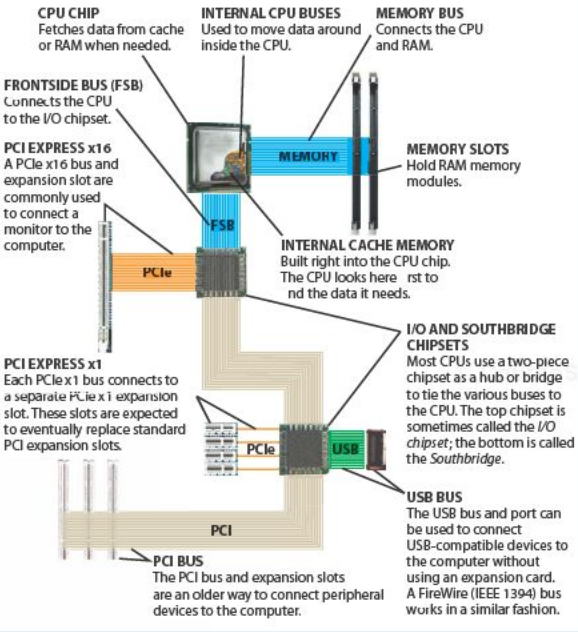 CPU CHIP
Fetches data from cache
or RAM when needed.
INTERNAL CPU BUSES
Used to move data around
inside the CPU.
MEMORY BUS
Connects the CPU
and RAM.
FRONTSIDE BUS (FSB)
Connects the CPU
to the I/O chipset.
PCI EXPRESS x16
A PCIe x16 bus and
expansion slot are
commonly used
to connect a
monitor to the
computer.
MEMORY
MEMORY SLOTS
Hold RAM memory
modules.
FSB
INTERNAL CACHE MEMORY
Built right into the CPU chip.
The CPU looks here rst to
nd the data it needs.
PCIe
I/O AND SOUTHBRIDGE
CHIPSETS
Most CPUs use a two-piece
chipset as a hub or bridge
to tie the various buses to
the CPU. The top chipset is
sometimes called the I/O
chipset; the bottom is called
the Southbridge.
PCI EXPRESS x1
Each PCIe x1 bus connects to
a separate PCIe x1 expansion
slot. These slots are expected
to eventually replace standard
PCI expansion slots.
PCIe
USB
USB BUS
The USB bus and port can
be used to connect
USB-compatible devices to
the computer without
using an expansion card.
A FireWire (IEEE 1394) bus
works in a similar fashion.
PCI
PCI BUS
The PCI bus and expansion slots
are an older way to connect peripheral
devices to the computer.